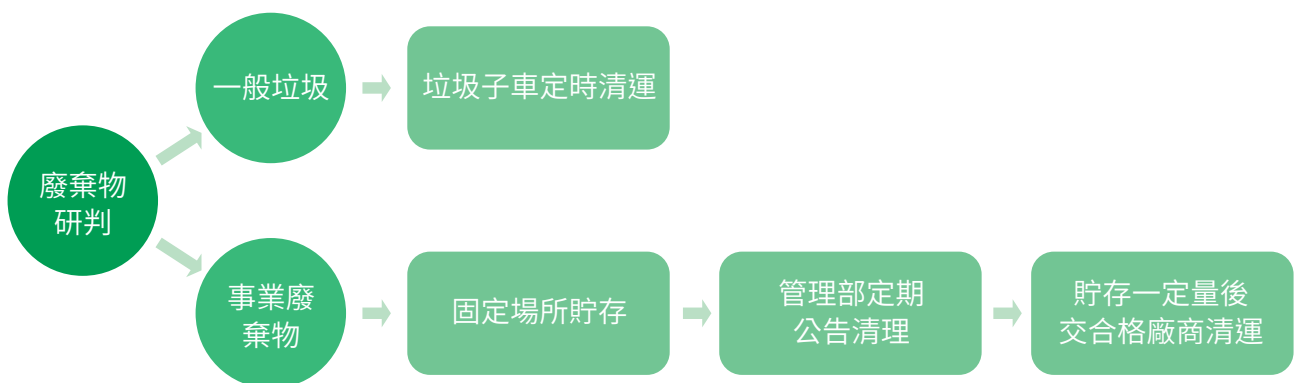 廢棄物
研判
一般垃圾
垃圾子車定時清運
事業廢
棄物
固定場所貯存
管理部定期
公告清理
貯存一定量後
交合格廠商清運